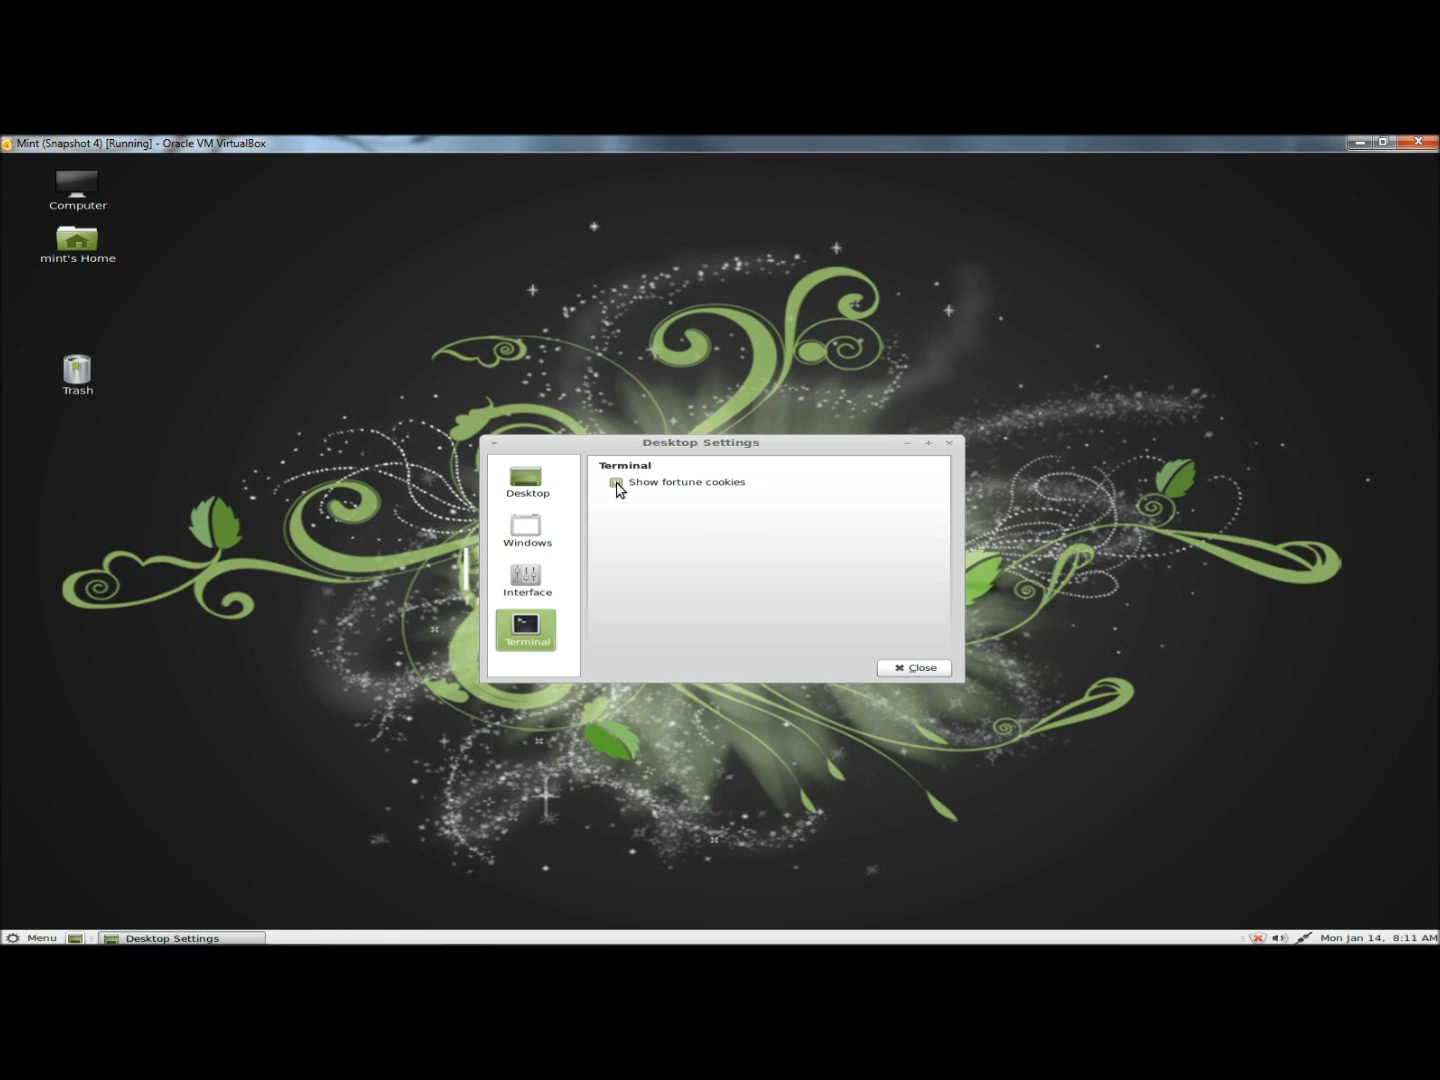 Mint (Snapshot 4) [Running] - Oracle VM VirtualBox
Computer
mint's Home
Trash
Desktop Settings
Terminal
Show fortune cookies
Desktop
Windows
Interface
Terminal
Close
Menu
Desktop Settings
Mon Jan 14, 8:11 AM